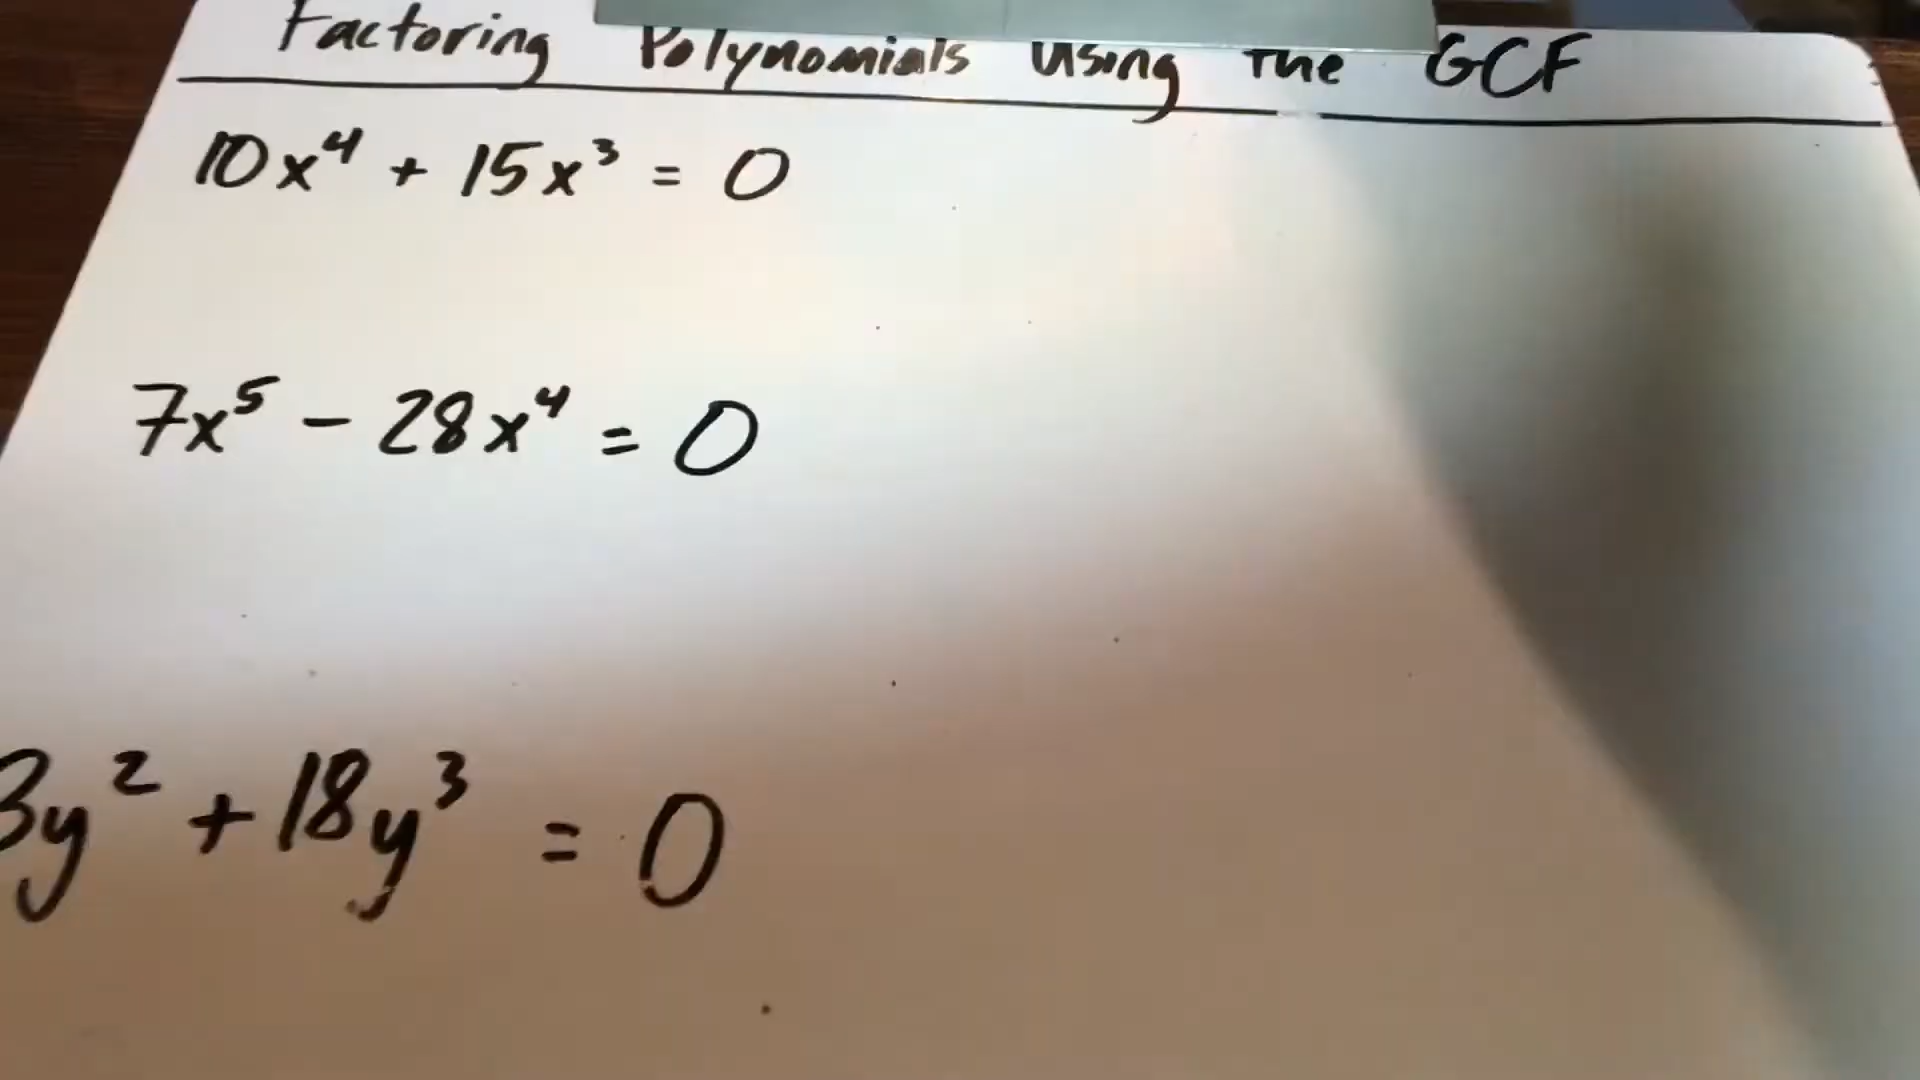 Factoring Polynomials using The GCF
10x⁴ + 15x³ = 0
7x⁵ - 28x⁴ = 0
3y² + 18y³ = 0